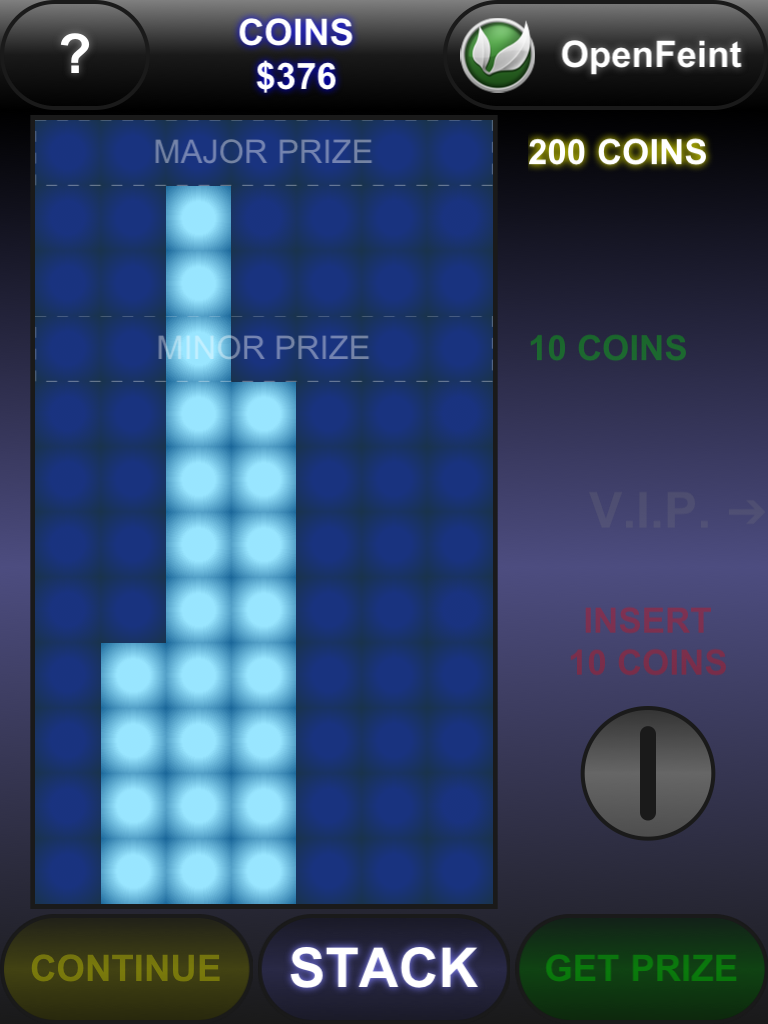 ?
COINS
$376
OpenFeint
MAJOR PRIZE
200 COINS
MINOR PRIZE
10 COINS
V.I.P. →
INSERT
10 COINS
CONTINUE
STACK
GET PRIZE